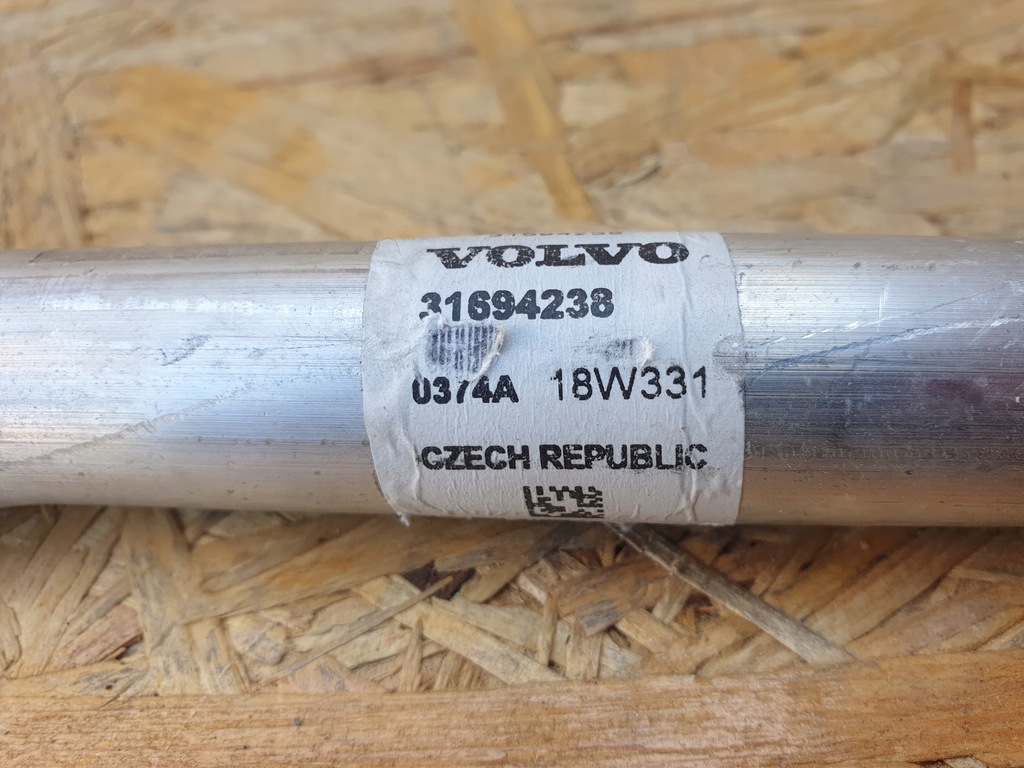 VOLVO
31694238
0374A 18W331
CZECH REPUBLIC